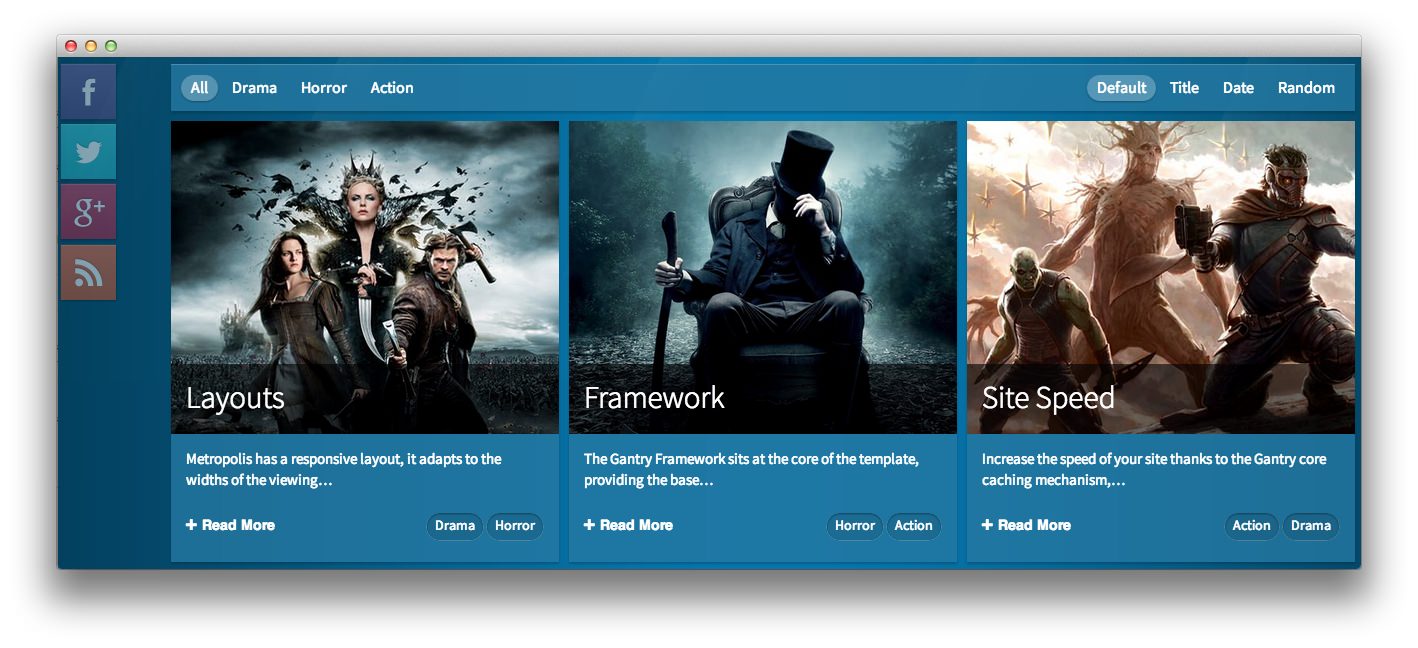 f
g+
All Drama Horror Action Default Title Date Random
Layouts
Metropolis has a responsive layout, it adapts to the
widths of the viewing...
+ Read More Drama Horror
Framework
The Gantry Framework sits at the core of the template,
providing the base...
+ Read More Horror Action
Site Speed
Increase the speed of your site thanks to the Gantry core
caching mechanism,...
+ Read More Action Drama